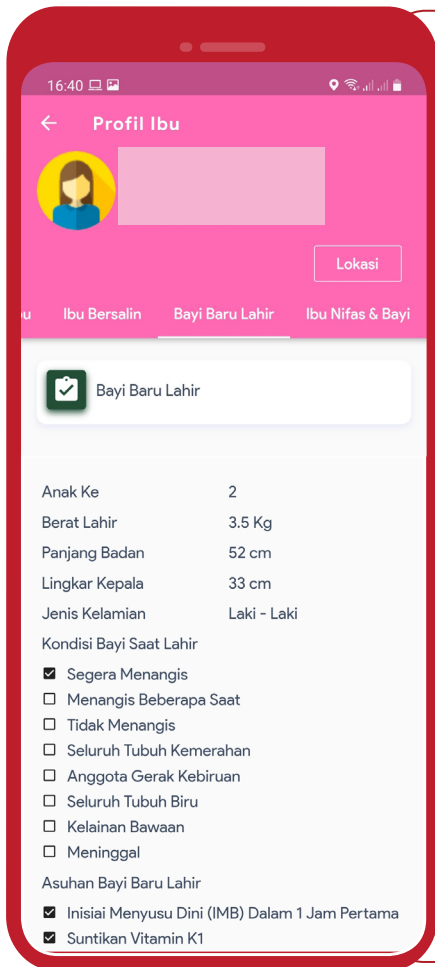 16:40
Profil Ibu
Lokasi
u Ibu Bersalin Bayi Baru Lahir Ibu Nifas & Bayi
Bayi Baru Lahir
Anak Ke 2
Berat Lahir 3.5 Kg
Panjang Badan 52 cm
Lingkar Kepala 33 cm
Jenis Kelamian Laki - Laki
Kondisi Bayi Saat Lahir
Segera Menangis
Menangis Beberapa Saat
Tidak Menangis
Seluruh Tubuh Kemerahan
Anggota Gerak Kebiruan
Seluruh Tubuh Biru
Kelainan Bawaan
Meninggal
Asuhan Bayi Baru Lahir
Inisiai Menyusu Dini (IMB) Dalam 1 Jam Pertama
Suntikan Vitamin K1